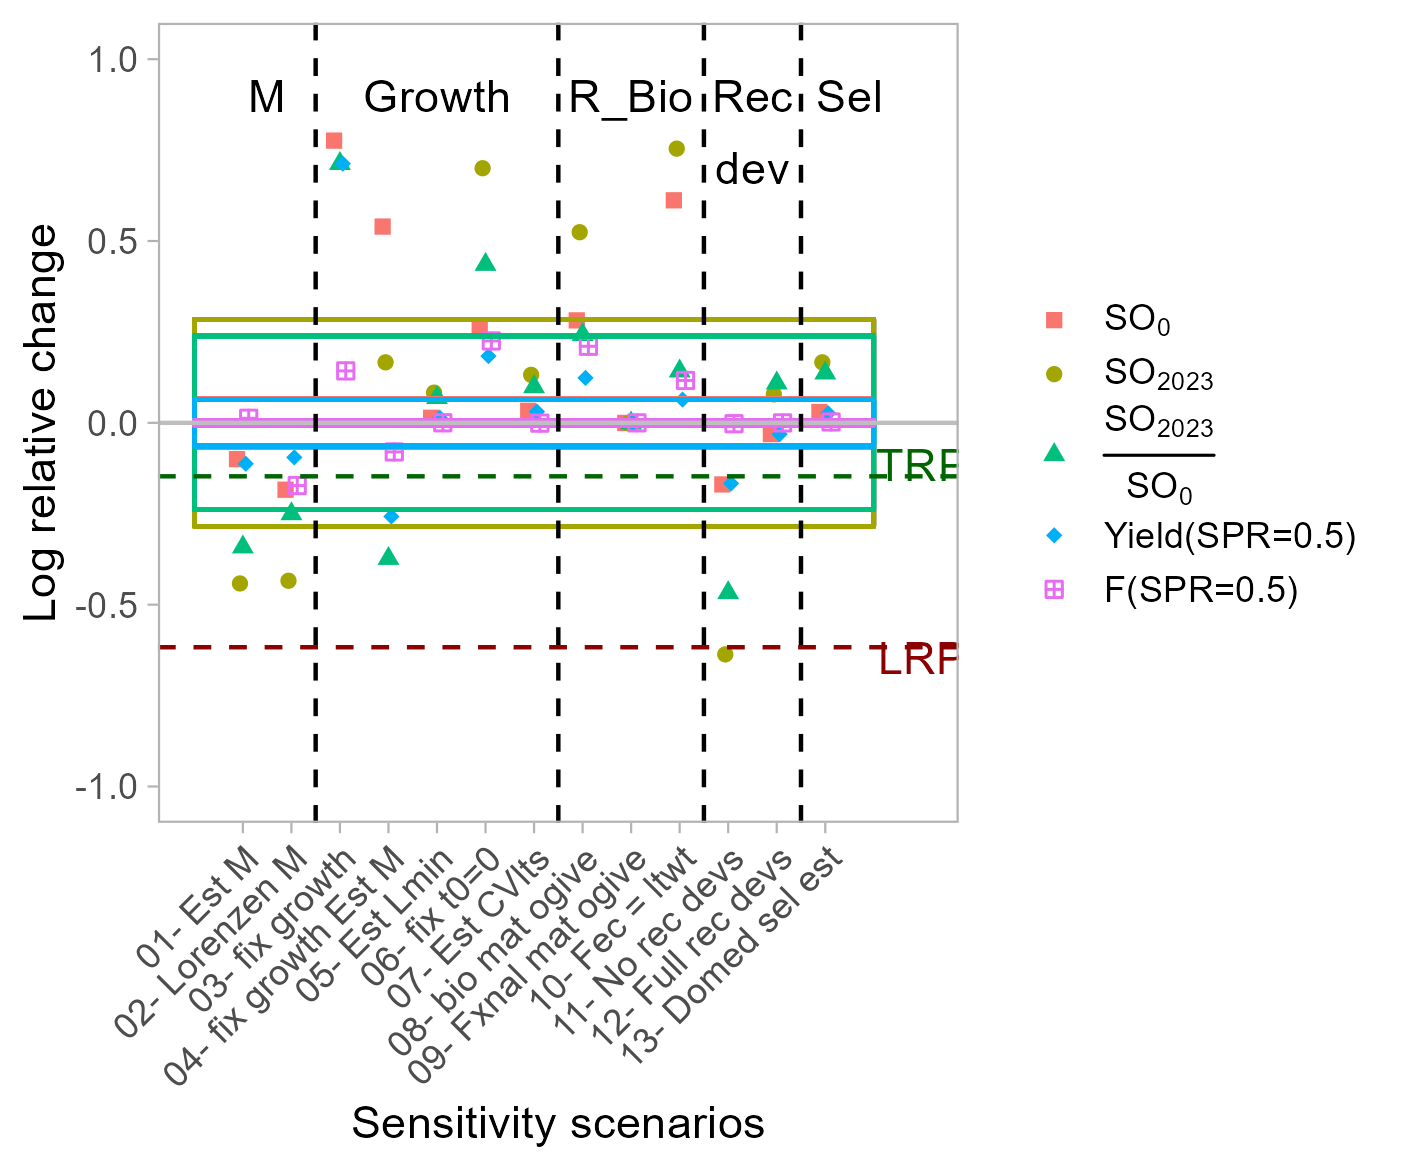 M
Growth
R_Bio
Rec
Sel
dev
1.0
0.5
0.0
-0.5
-1.0
Log relative change
TRP
LRP
01- Est M
02- Lorenzen M
03- fix growth
04- fix growth Est M
05- Est Lmin
06- fix t0=0
07- Est CVlts
08- bio mat ogive
09- Fxnal mat ogive
10- Fec = ltwt
11- No rec devs
12- Full rec devs
13- Domed sel est
Sensitivity scenarios
SO0
SO2023
SO2023
SO0
Yield(SPR=0.5)
F(SPR=0.5)